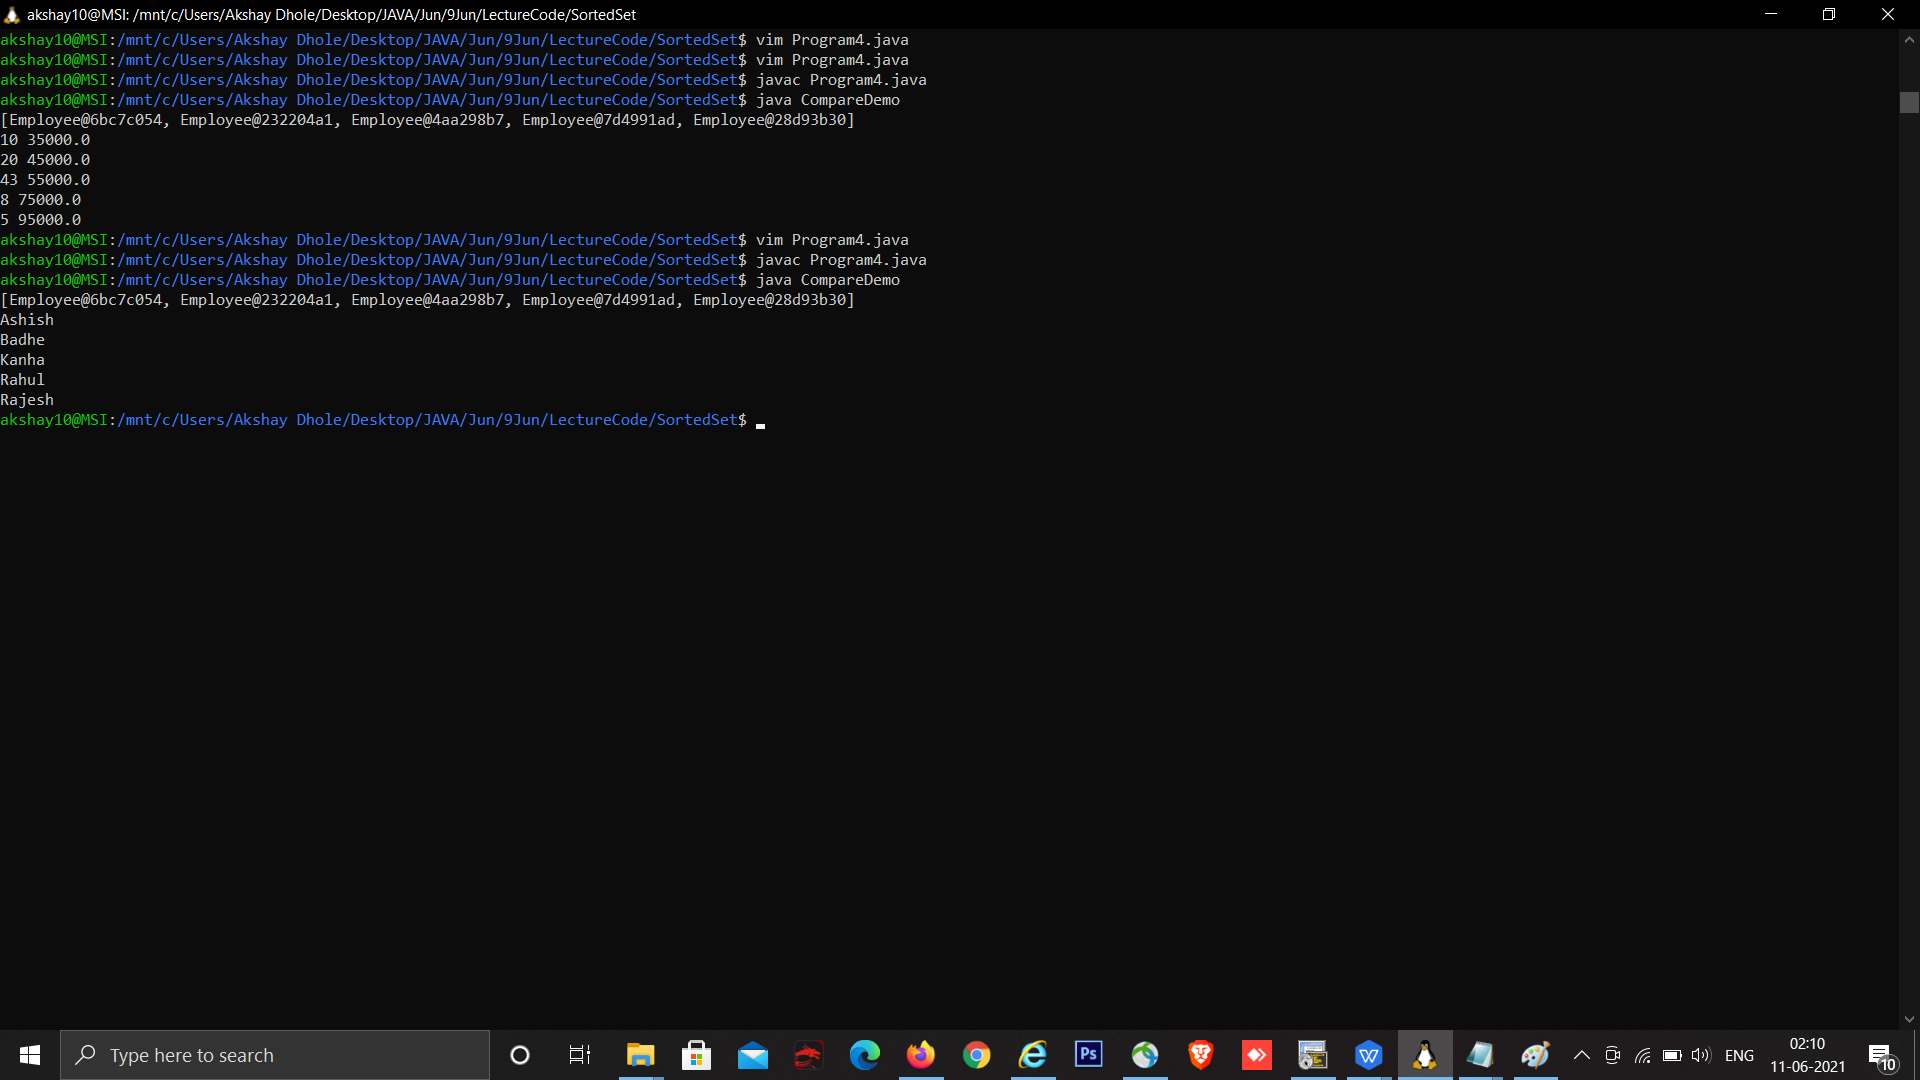 akshay10@MSI: /mnt/c/Users/Akshay Dhole/Desktop/JAVA/Jun/9Jun/LectureCode/SortedSet
akshay10@MSI:/mnt/c/Users/Akshay Dhole/Desktop/JAVA/Jun/9Jun/LectureCode/SortedSet$ vim Program4.java
akshay10@MSI:/mnt/c/Users/Akshay Dhole/Desktop/JAVA/Jun/9Jun/LectureCode/SortedSet$ vim Program4.java
akshay10@MSI:/mnt/c/Users/Akshay Dhole/Desktop/JAVA/Jun/9Jun/LectureCode/SortedSet$ javac Program4.java
akshay10@MSI:/mnt/c/Users/Akshay Dhole/Desktop/JAVA/Jun/9Jun/LectureCode/SortedSet$ java CompareDemo
[Employee@6bc7c054, Employee@232204a1, Employee@4aa298b7, Employee@7d4991ad, Employee@28d93b30]
10 35000.0
20 45000.0
43 55000.0
8 75000.0
5 95000.0
akshay10@MSI:/mnt/c/Users/Akshay Dhole/Desktop/JAVA/Jun/9Jun/LectureCode/SortedSet$ vim Program4.java
akshay10@MSI:/mnt/c/Users/Akshay Dhole/Desktop/JAVA/Jun/9Jun/LectureCode/SortedSet$ javac Program4.java
akshay10@MSI:/mnt/c/Users/Akshay Dhole/Desktop/JAVA/Jun/9Jun/LectureCode/SortedSet$ java CompareDemo
[Employee@6bc7c054, Employee@232204a1, Employee@4aa298b7, Employee@7d4991ad, Employee@28d93b30]
Ashish
Badhe
Kanha
Rahul
Rajesh
akshay10@MSI:/mnt/c/Users/Akshay Dhole/Desktop/JAVA/Jun/9Jun/LectureCode/SortedSet$
Type here to search
Ps
W
ENG
02:10
11-06-2021
10